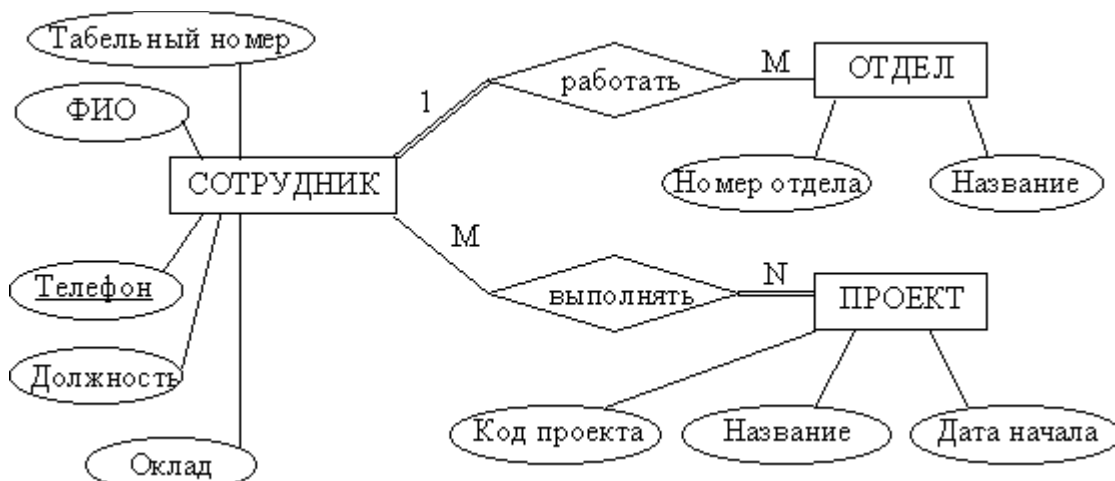 Табельный номер
ФИО
СОТРУДНИК
Телефон
Должность
Оклад
1
работать
M
ОТДЕЛ
Номер отдела
Название
M
выполнять
N
ПРОЕКТ
Код проекта
Название
Дата начала